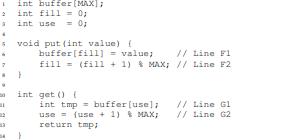 1 int buffer[MAX];
2 int fill = 0;
3 int use = 0;
4
5 void put(int value) {
6 buffer[fill] = value; // Line F1
7 fill = (fill + 1) % MAX; // Line F2
8 }
9
10 int get() {
11 int tmp = buffer[use]; // Line G1
12 use = (use + 1) % MAX; // Line G2
13 return tmp;
14 }